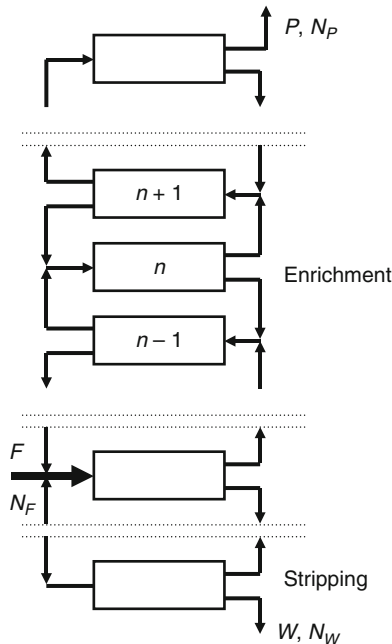 P, N_P
n + 1
n
Enrichment
n – 1
F
N_F
Stripping
W, N_W